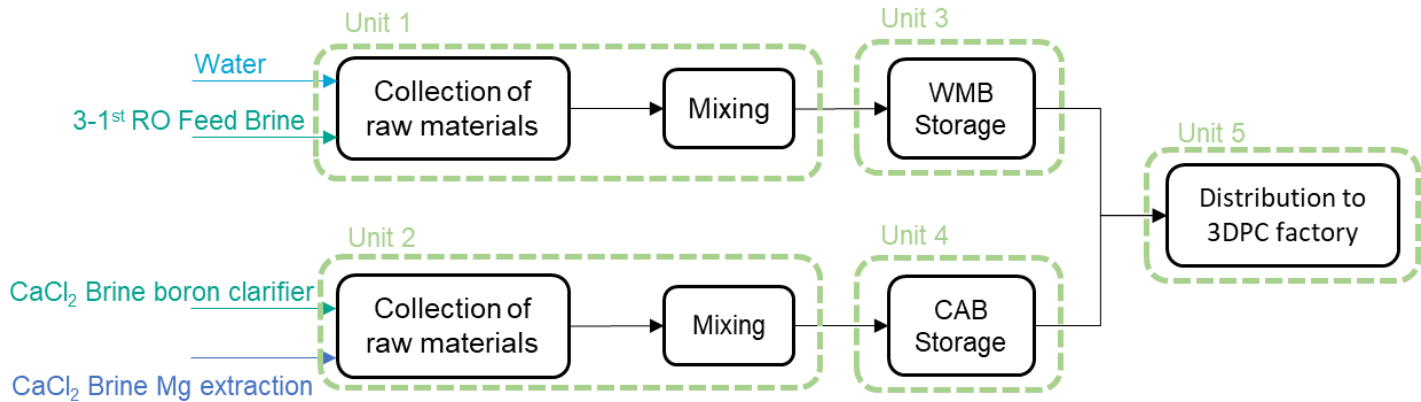 Unit 1
Unit 3
Water
3-1st RO Feed Brine
Collection of
raw materials
Mixing
WMB
Storage
Unit 5
Distribution to
3DPC factory
Unit 2
Unit 4
CaCl2 Brine boron clarifier
CaCl2 Brine Mg extraction
Collection of
raw materials
Mixing
CAB
Storage